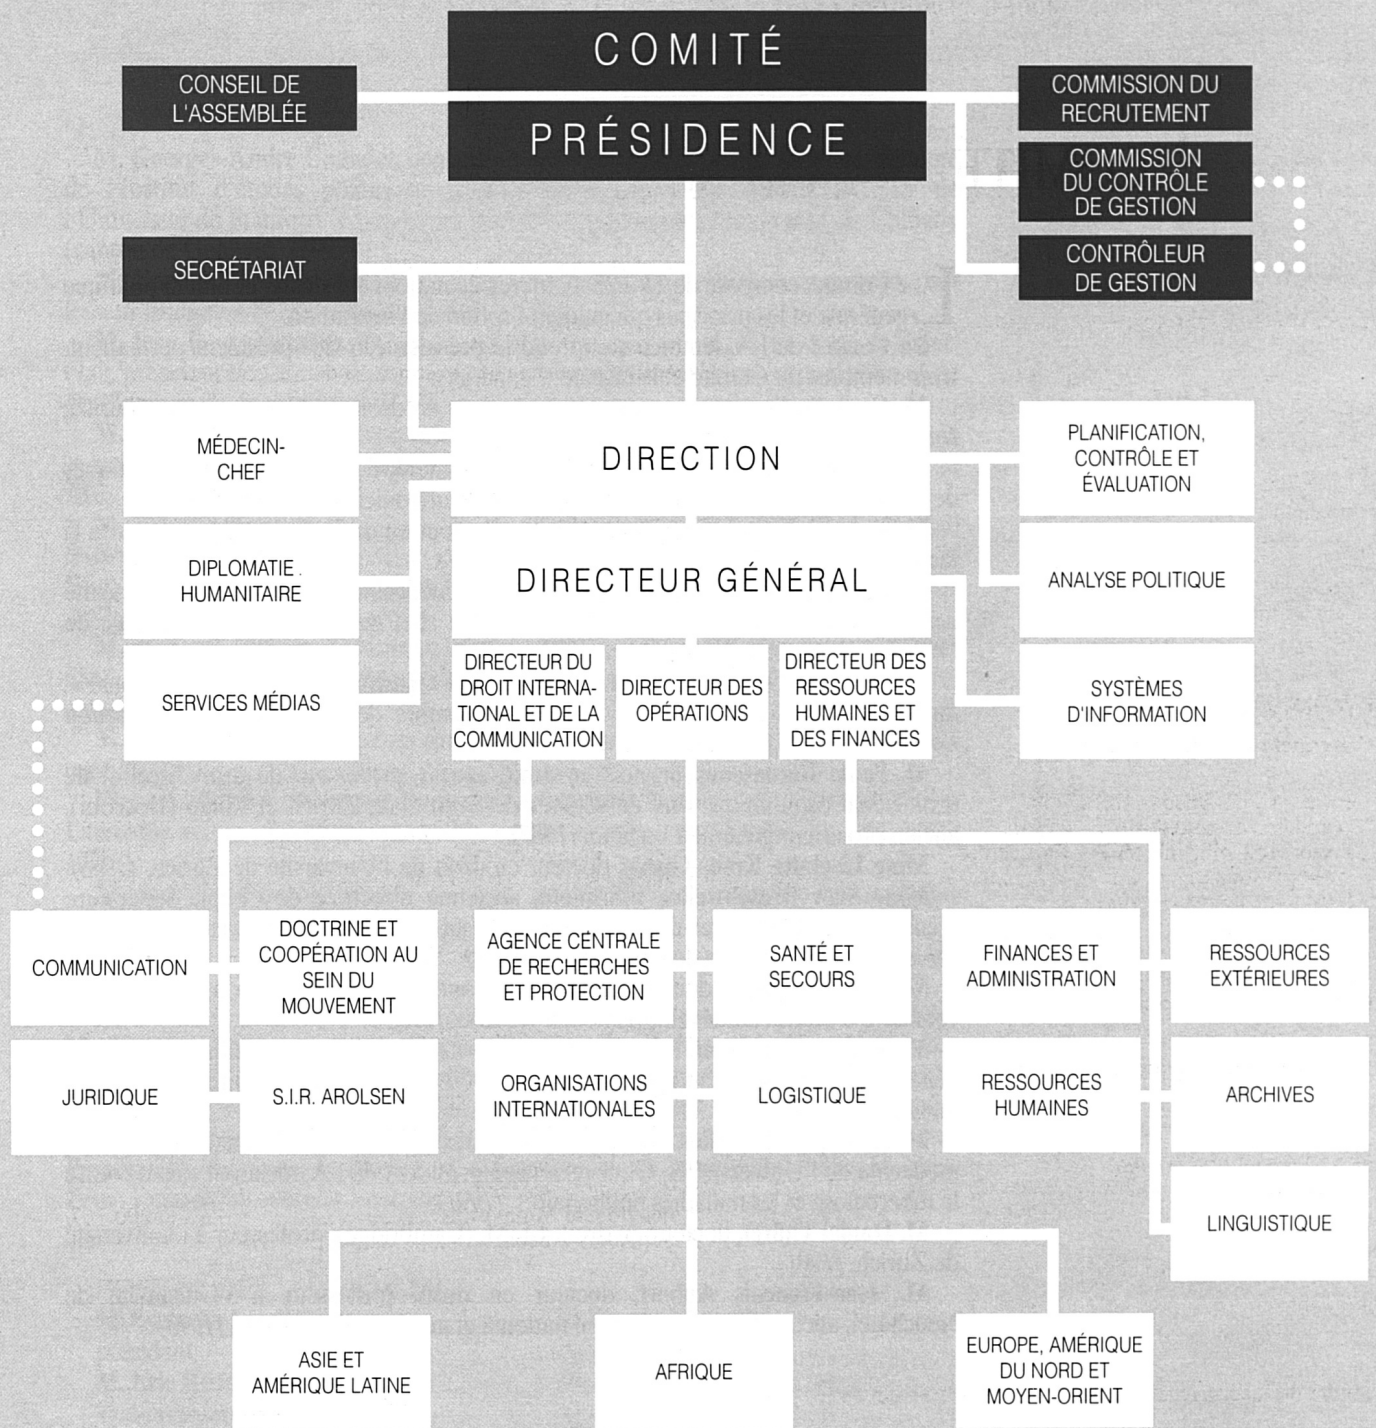 COMITÉ
CONSEIL DE
L'ASSEMBLÉE
PRÉSIDENCE
COMMISSION DU
RECRUTEMENT
COMMISSION
DU CONTRÔLE
DE GESTION
SECRÉTARIAT
CONTRÔLEUR
DE GESTION
MÉDECIN-
CHEF
DIRECTION
PLANIFICATION,
CONTRÔLE ET
ÉVALUATION
DIPLOMATIE
HUMANITAIRE
DIRECTEUR GÉNÉRAL
ANALYSE POLITIQUE
SERVICES MÉDIAS
DIRECTEUR DU
DROIT INTERNA-
TIONAL ET DE LA
COMMUNICATION
DIRECTEUR DES
OPÉRATIONS
DIRECTEUR DES
RESSOURCES
HUMAINES ET
DES FINANCES
SYSTÈMES
D'INFORMATION
COMMUNICATION
DOCTRINE ET
COOPÉRATION AU
SEIN DU
MOUVEMENT
AGENCE CENTRALE
DE RECHERCHES
ET PROTECTION
SANTÉ ET
SECOURS
FINANCES ET
ADMINISTRATION
RESSOURCES
EXTÉRIEURES
JURIDIQUE
S.I.R. AROLSEN
ORGANISATIONS
INTERNATIONALES
LOGISTIQUE
RESSOURCES
HUMAINES
ARCHIVES
LINGUISTIQUE
ASIE ET
AMÉRIQUE LATINE
AFRIQUE
EUROPE, AMÉRIQUE
DU NORD ET
MOYEN-ORIENT